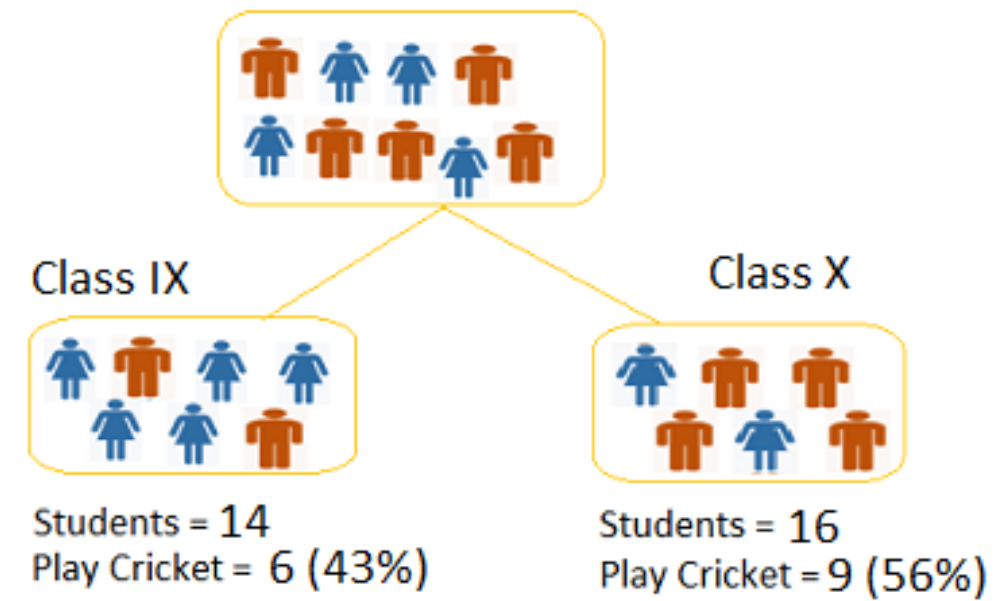 Class IX
Class X
Students = 14
Play Cricket = 6 (43%)
Students = 16
Play Cricket = 9 (56%)